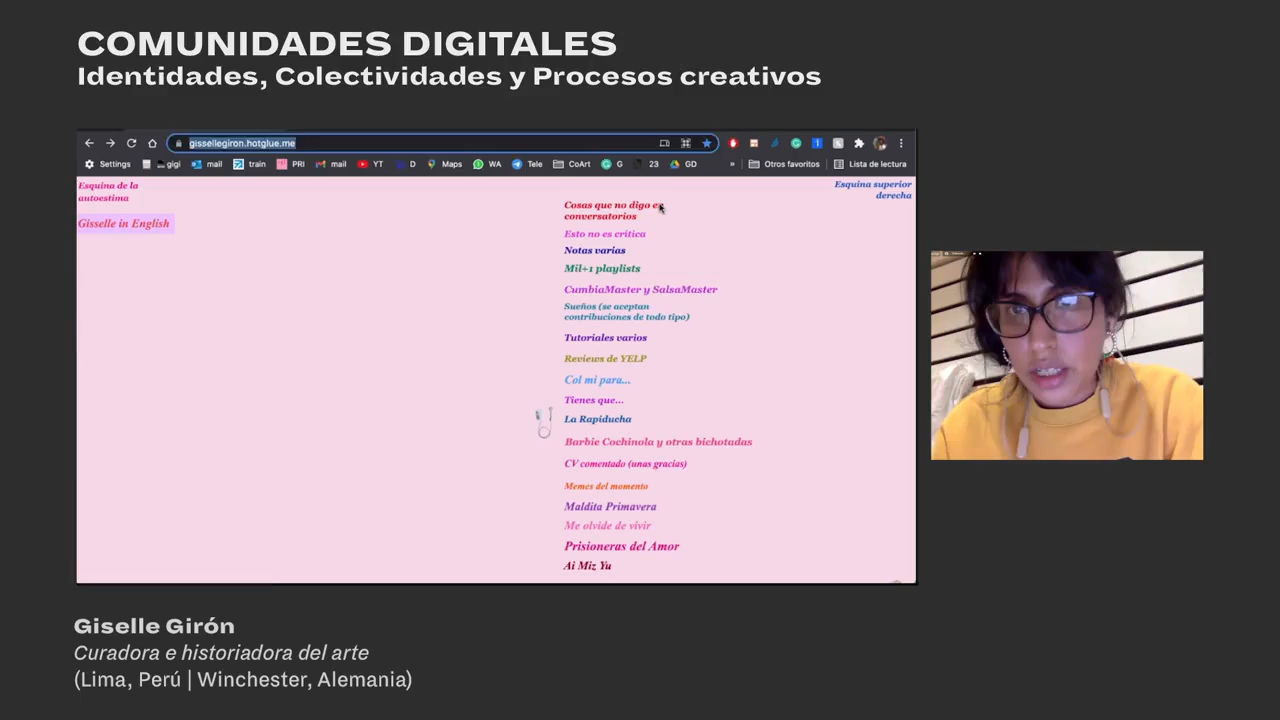 COMUNIDADES DIGITALES
Identidades, Colectividades y Procesos creativos
gissellegiron.hotglue.me
Settings gigi mail train PRI mail YT D Maps WA Tele CoArt G 23 GD » Otros favoritos Lista de lectura
Esquina de la
autoestima
Gisselle in English
Esquina superior
derecha
Cosas que no digo en
conversatorios
Esto no es crítica
Notas varias
Mil+1 playlists
CumbiaMaster y SalsaMaster
Sueños (se aceptan
contribuciones de todo tipo)
Tutoriales varios
Reviews de YELP
Col mi para...
Tienes que...
La Rapiducha
Barbie Cochinola y otras bichotadas
CV comentado (unas gracias)
Memes del momento
Maldita Primavera
Me olvide de vivir
Prisioneras del Amor
Ai Miz Yu
Giselle Girón
Curadora e historiadora del arte
(Lima, Perú | Winchester, Alemania)